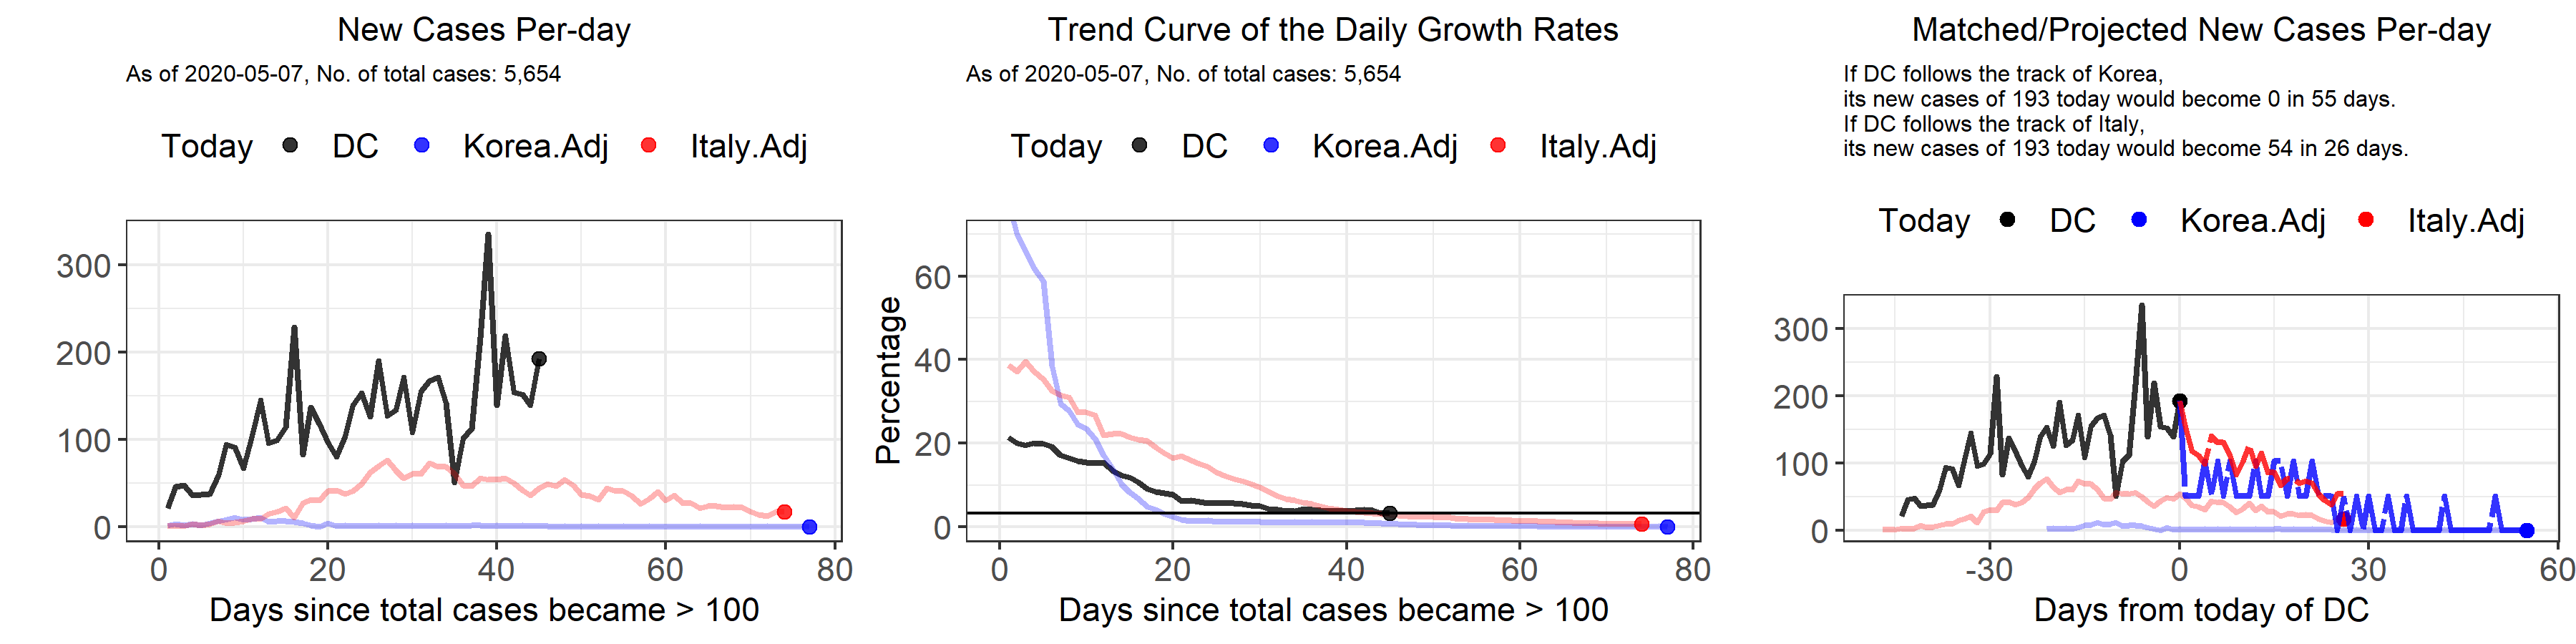 New Cases Per-day
As of 2020-05-07, No. of total cases: 5,654
Today DC Korea.Adj Italy.Adj
300
200
100
0
0 20 40 60 80
Days since total cases became > 100
Trend Curve of the Daily Growth Rates
As of 2020-05-07, No. of total cases: 5,654
Today DC Korea.Adj Italy.Adj
Percentage
60
40
20
0
0 20 40 60 80
Days since total cases became > 100
Matched/Projected New Cases Per-day
If DC follows the track of Korea,
its new cases of 193 today would become 0 in 55 days.
If DC follows the track of Italy,
its new cases of 193 today would become 54 in 26 days.
Today DC Korea.Adj Italy.Adj
300
200
100
0
-30 0 30 60
Days from today of DC